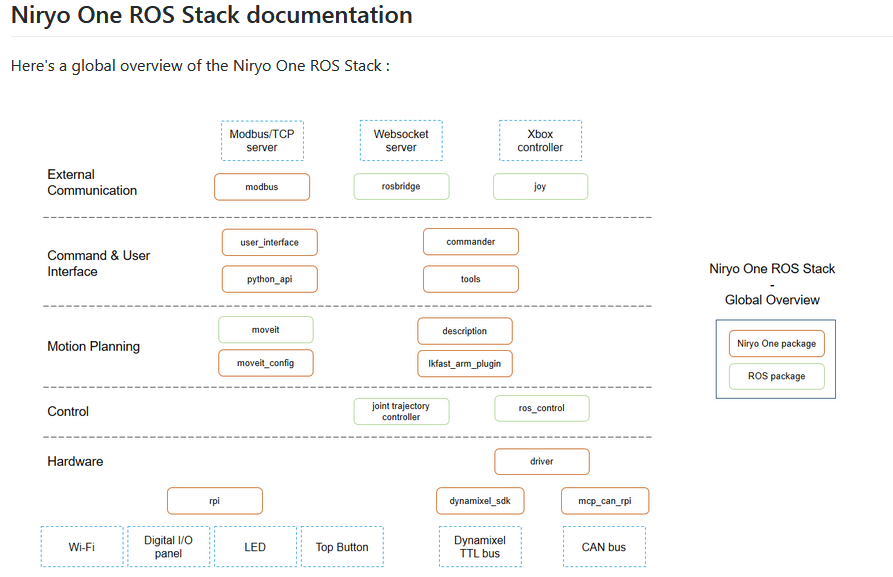 Niryo One ROS Stack documentation
Here's a global overview of the Niryo One ROS Stack :
Modbus/TCP
server
Websocket
server
Xbox
controller
External
Communication
modbus
rosbridge
joy
Command & User
Interface
user_interface
commander
python_api
tools
Niryo One ROS Stack
-
Global Overview
Niryo One package
ROS package
Motion Planning
moveit
description
moveit_config
Ikfast_arm_plugin
Control
joint trajectory
controller
ros_control
Hardware
driver
rpi
dynamixel_sdk
mcp_can_rpi
Wi-Fi
Digital I/O
panel
LED
Top Button
Dynamixel
TTL bus
CAN bus